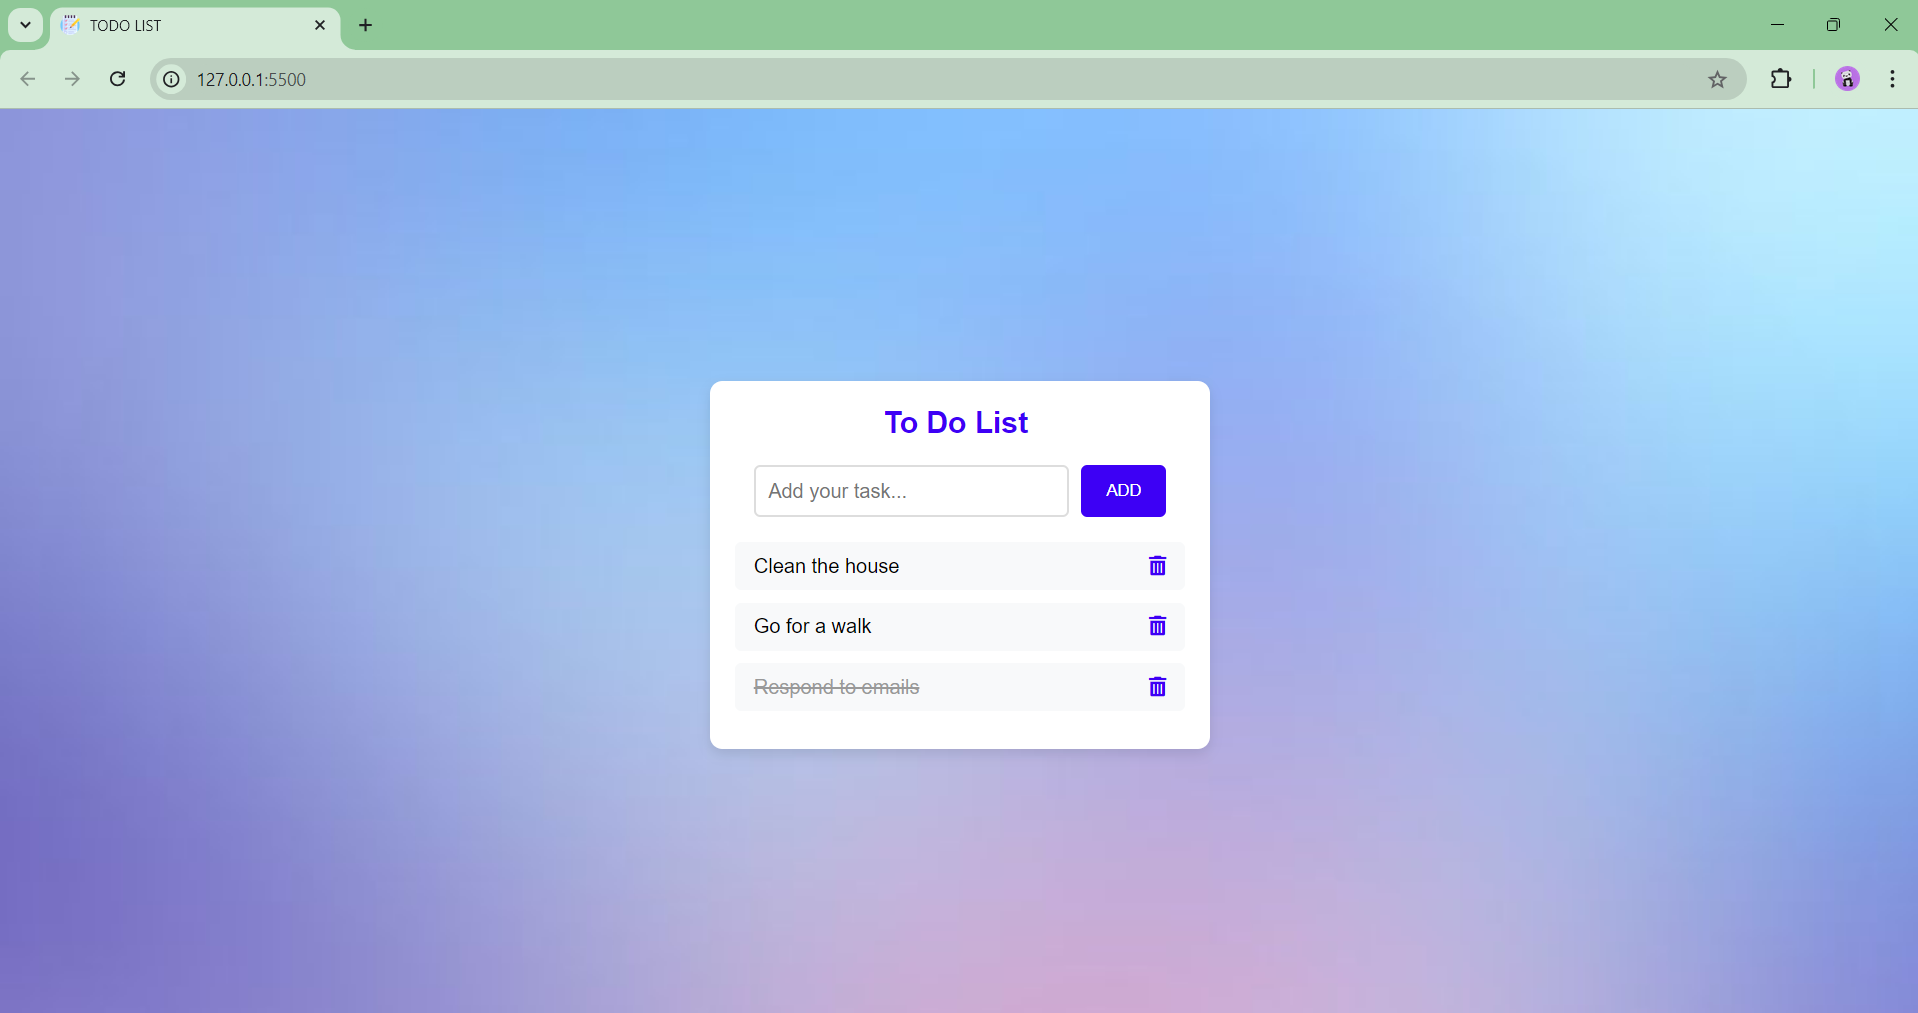 TODO LIST
127.0.0.1:5500
To Do List
Add your task...
ADD
Clean the house
Go for a walk
Respond to emails